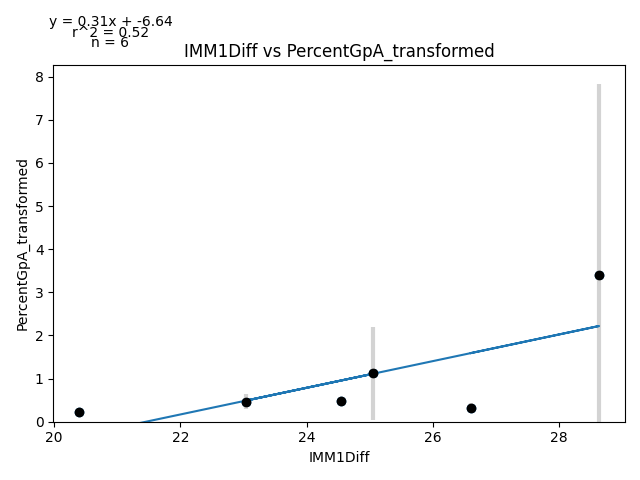 y = 0.31x + -6.64
r^2 = 0.52
n = 6
IMM1Diff vs PercentGpA_transformed
8
7
6
5
4
3
2
1
0
PercentGpA_transformed
20 22 24 26 28
IMM1Diff